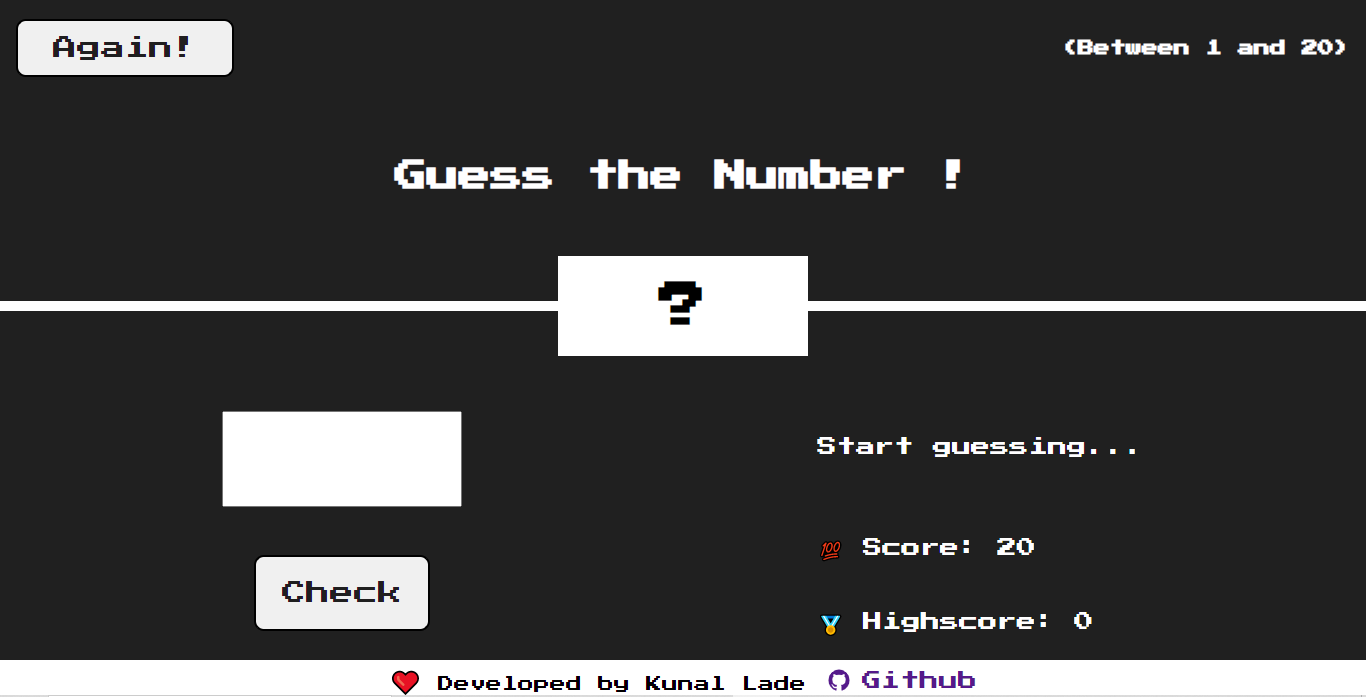 Again!
(Between 1 and 20)
Guess the Number !
?
Start guessing...
💯 Score: 20
Check
🏅 Highscore: 0
❤️ Developed by Kunal Lade Github